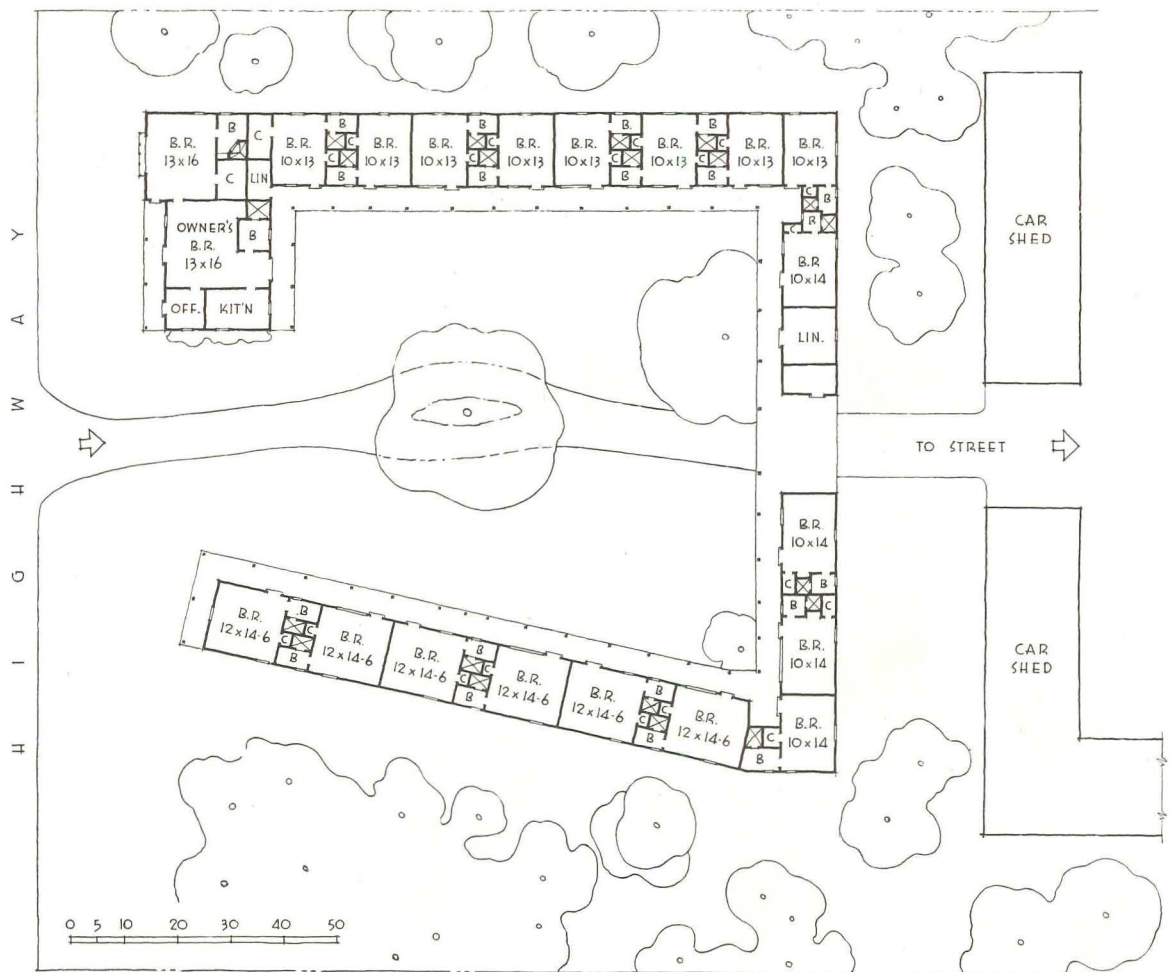 B.R.
13x16
B
C
C
LIN
B.R.
10x13
B
C
C
B
B.R.
10x13
B.R.
10x13
B
C
C
B
B.R.
10x13
B.R.
10x13
B
C
C
B
B.R.
10x13
B
C
C
B
B.R.
10x13
B.R.
10x13
C
B
B
C
B.R
10x14
LIN.
OWNER'S
B.R.
13x16
B
OFF.
KIT'N
CAR
SHED
HIGHWAY
TO STREET
B.R
10x14
C
B
B
C
B.R.
10x14
B.R.
10x14
C
B
B.R.
12x14-6
B
C
C
B
B.R.
12x14-6
B.R.
12x14-6
B
C
C
B
B.R.
12x14-6
B.R.
12x14-6
B
C
C
B
B.R.
12x14-6
CAR
SHED
0 5 10 20 30 40 50